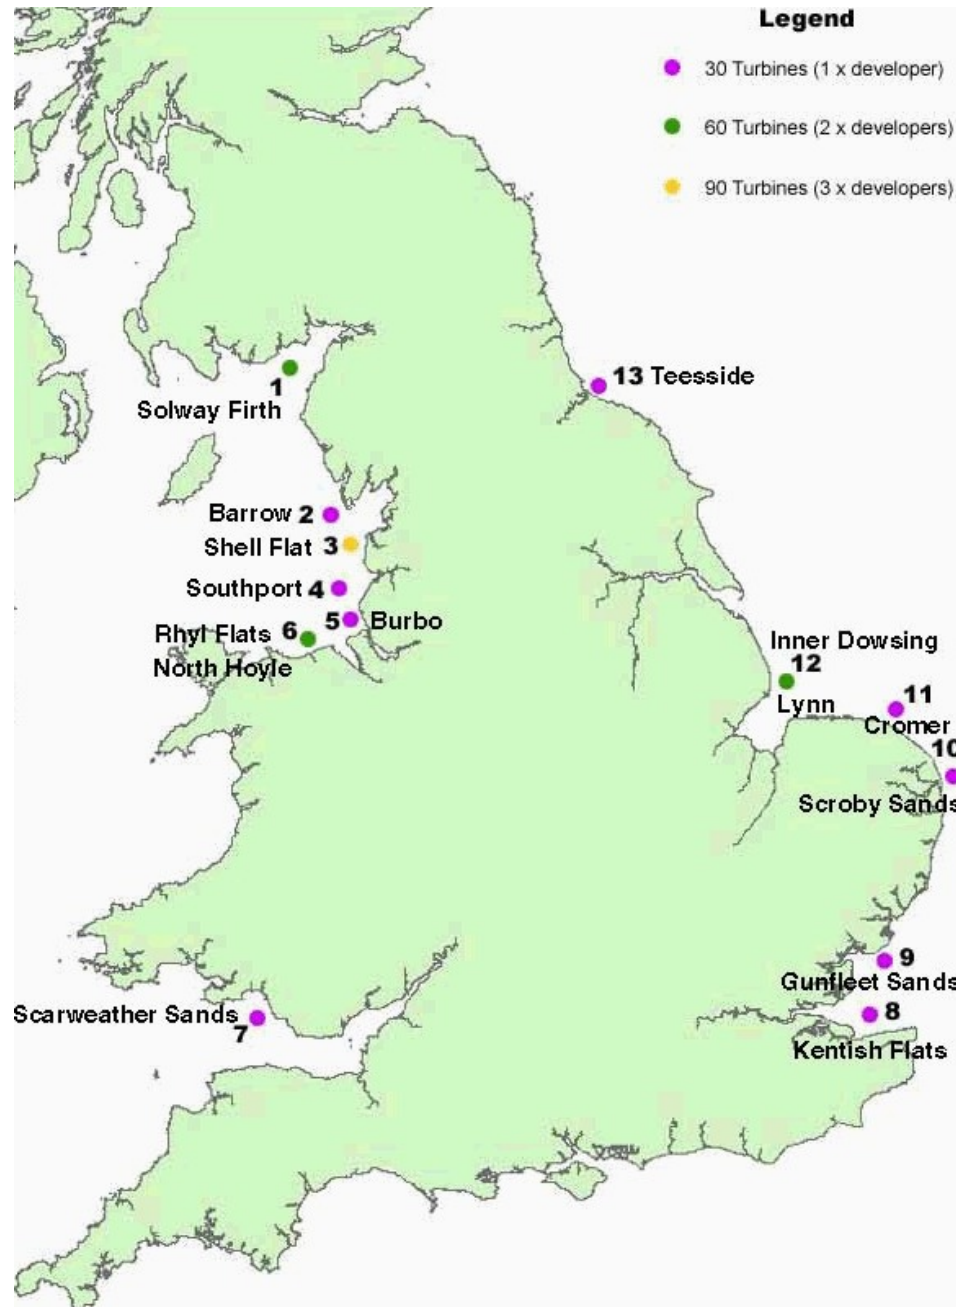 Legend
30 Turbines (1 x developer)
60 Turbines (2 x developers)
90 Turbines (3 x developers)
1
Solway Firth
13 Teesside
Barrow 2
Shell Flat 3
Southport 4
5 Burbo
Rhyl Flats 6
North Hoyle
Inner Dowsing
12
Lynn
11
Cromer
10
Scroby Sands
9
Gunfleet Sands
8
Kentish Flats
Scarweather Sands
7